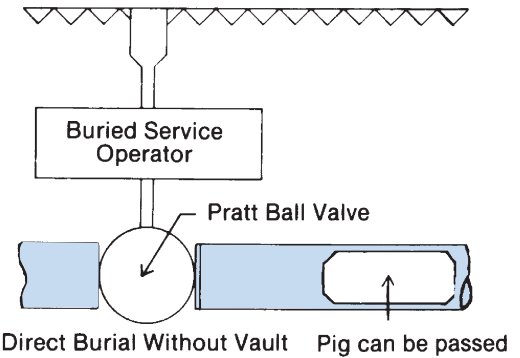 Buried Service
Operator
Pratt Ball Valve
Direct Burial Without Vault
Pig can be passed